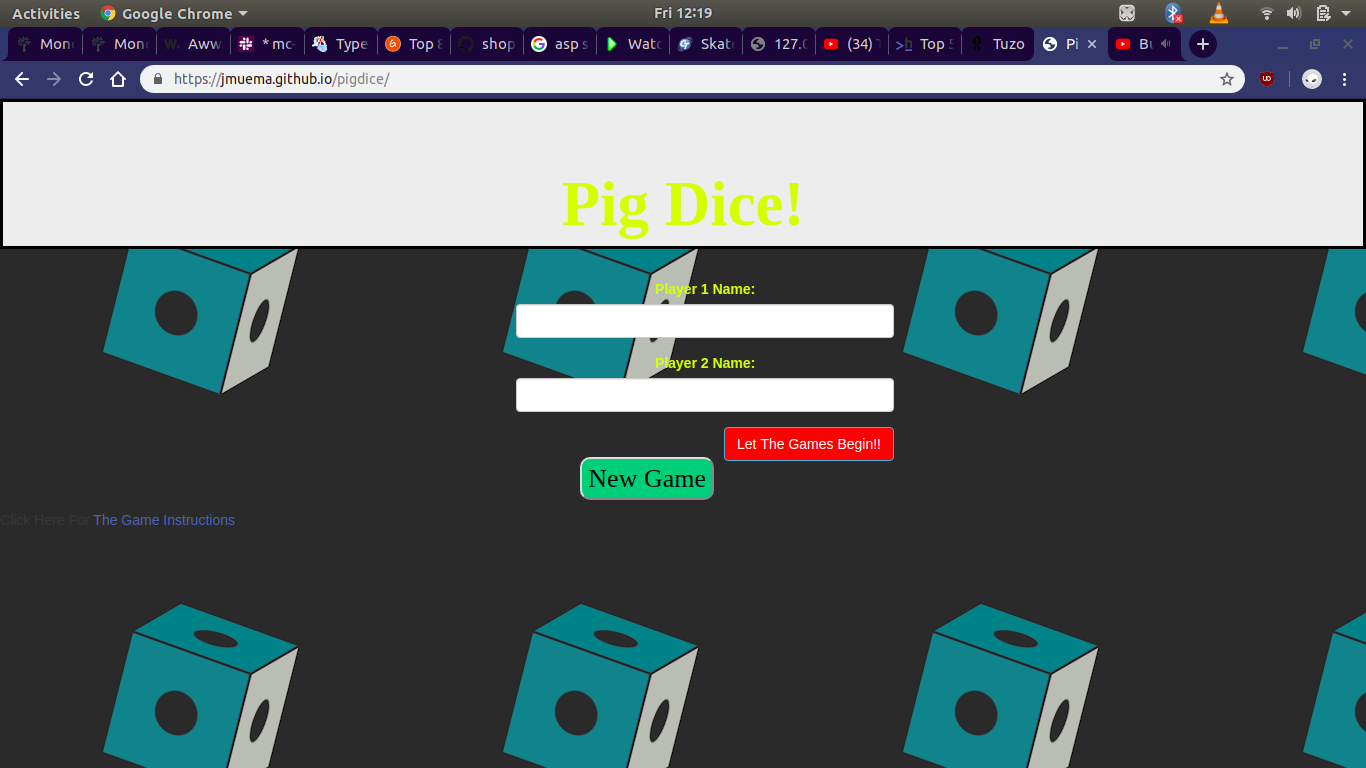 Activities Google Chrome Fri 12:19
Mon Mon Aww * mc- Type Top 8 shop asp s Watc Skate 127.0 (34) Top 5 Tuzo Pi
https://jmuema.github.io/pigdice/
Pig Dice!
Player 1 Name:
Player 2 Name:
Let The Games Begin!!
New Game
Click Here For The Game Instructions